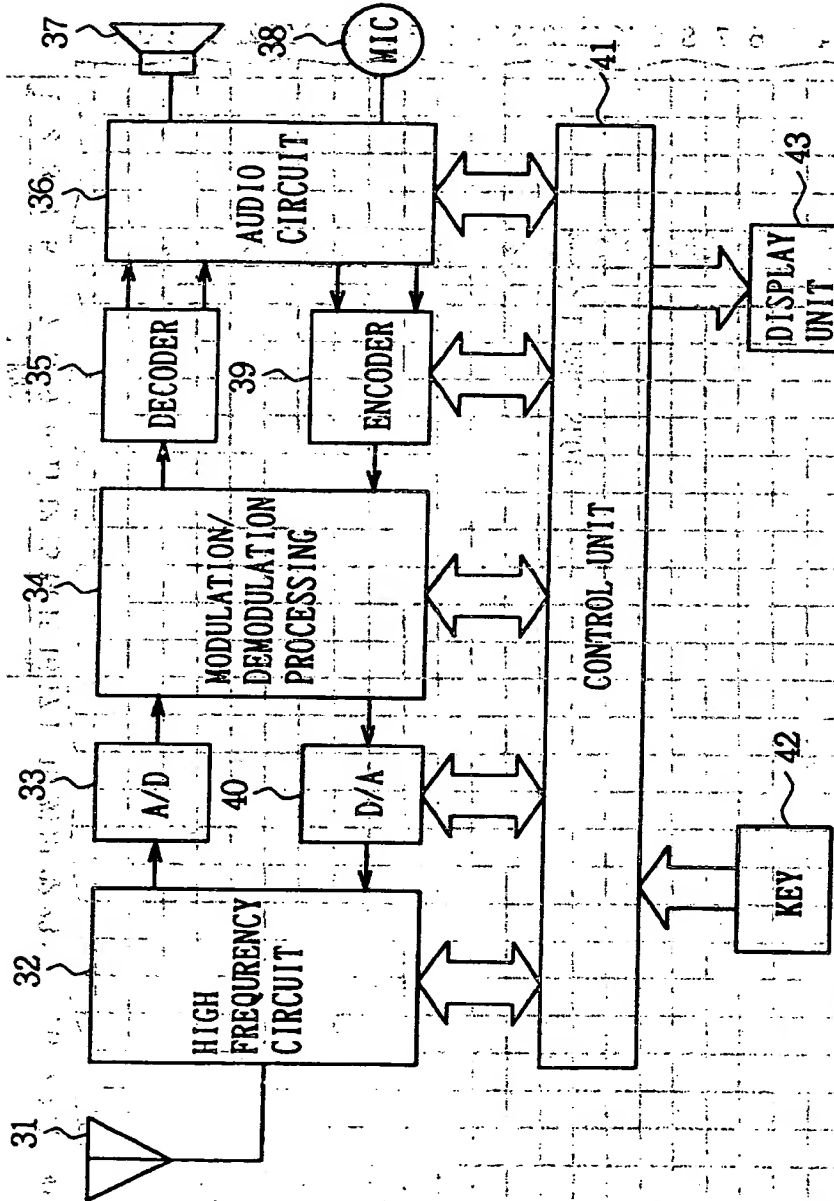 31
32
HIGH
FREQURENCY
CIRCUIT
33
A/D
40
D/A
34
MODULATION/
DEMODULATION
PROCESSING
35
DECODER
39
ENCODER
36
AUDIO
CIRCUIT
37
38
MIC
41
CONTROL UNIT
42
KEY
43
DISPLAY
UNIT